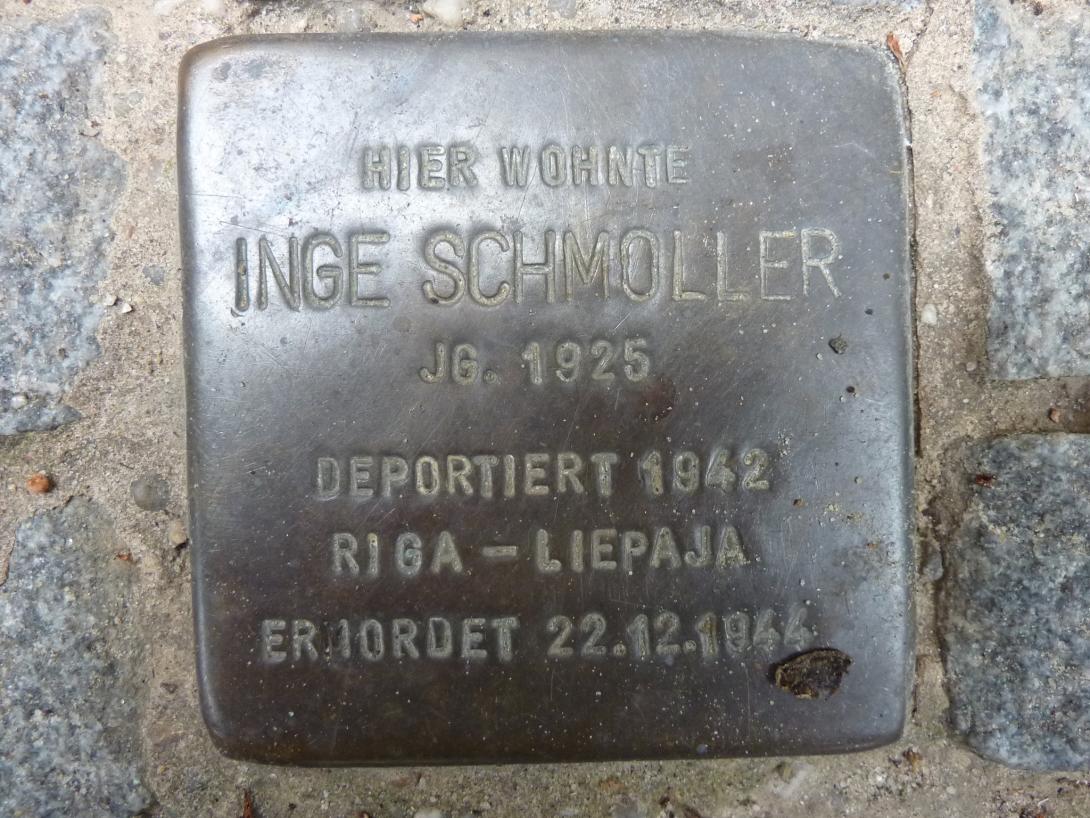 HIER WOHNTE
INGE SCHMOLLER
JG. 1925
DEPORTIERT 1942
RIGA – LIEPAJA
ERMORDET 22.12.1944